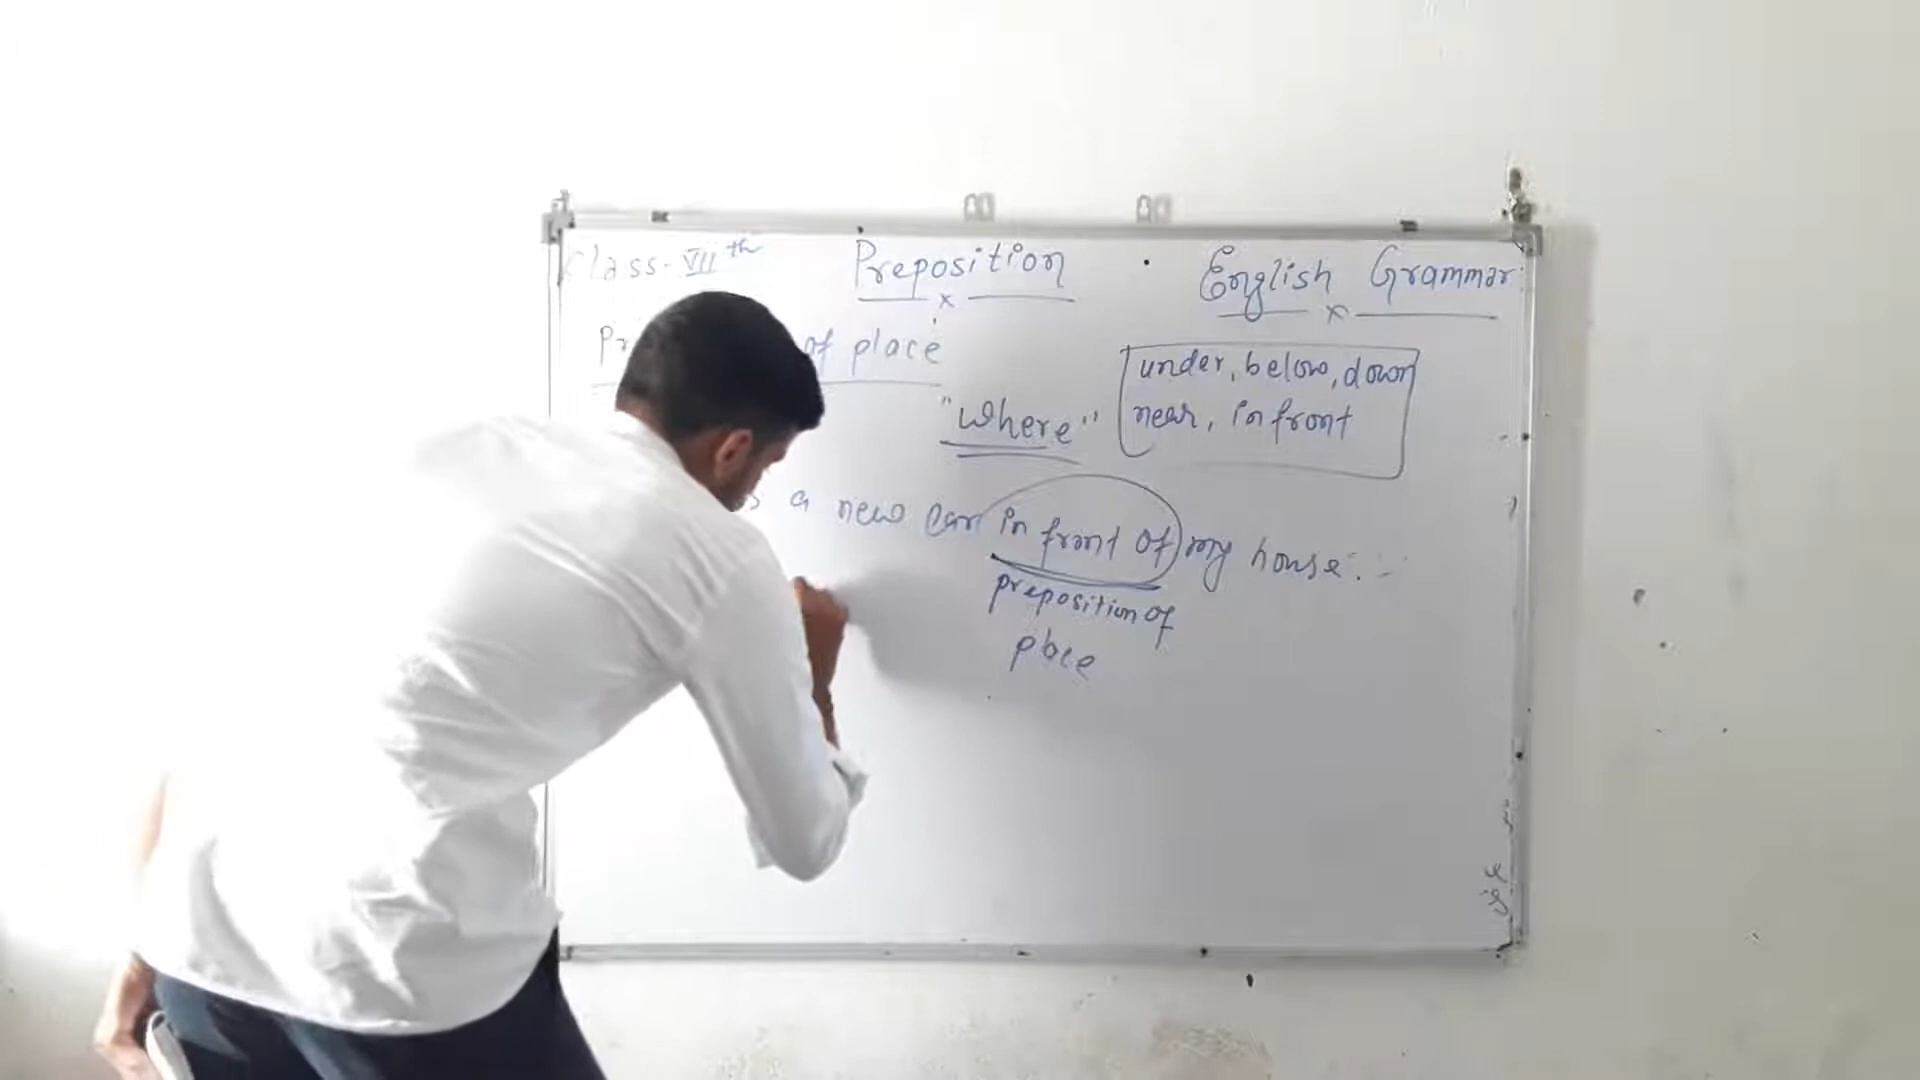 Class-VIIth Preposition English Grammar
of place
"Where"
under, below, down
near, in front
a new car in front of my house.
preposition of
place